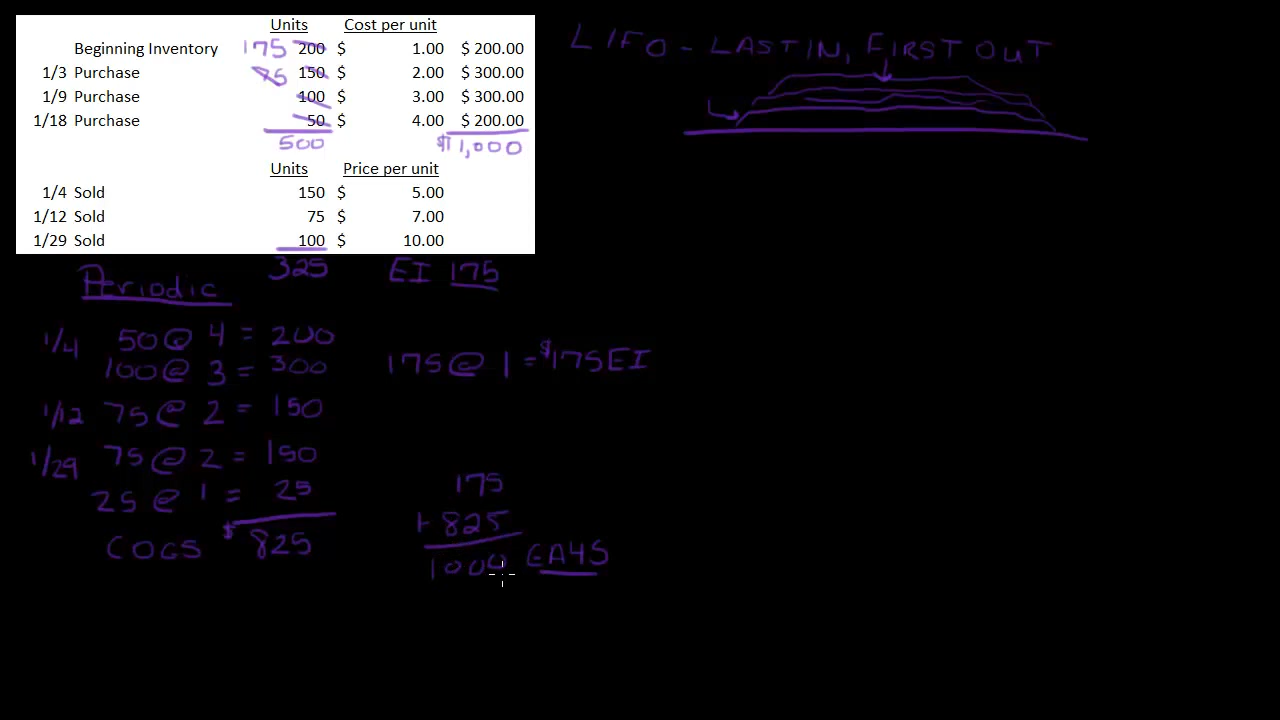 Units Cost per unit
Beginning Inventory 175 200 $ 1.00 $ 200.00
1/3 Purchase 75 150 $ 2.00 $ 300.00
1/9 Purchase 100 $ 3.00 $ 300.00
1/18 Purchase 50 $ 4.00 $ 200.00
500 $1,000
Units Price per unit
1/4 Sold 150 $ 5.00
1/12 Sold 75 $ 7.00
1/29 Sold 100 $ 10.00
325 EI 175
LIFO - LAST IN, FIRST OUT
Periodic
1/4 50 @ 4 = 200
100 @ 3 = 300
175 @ 1 = $175 EI
1/12 75 @ 2 = 150
1/29 75 @ 2 = 150
25 @ 1 = 25
COGS $825
175
+ 825
1000 GA4S